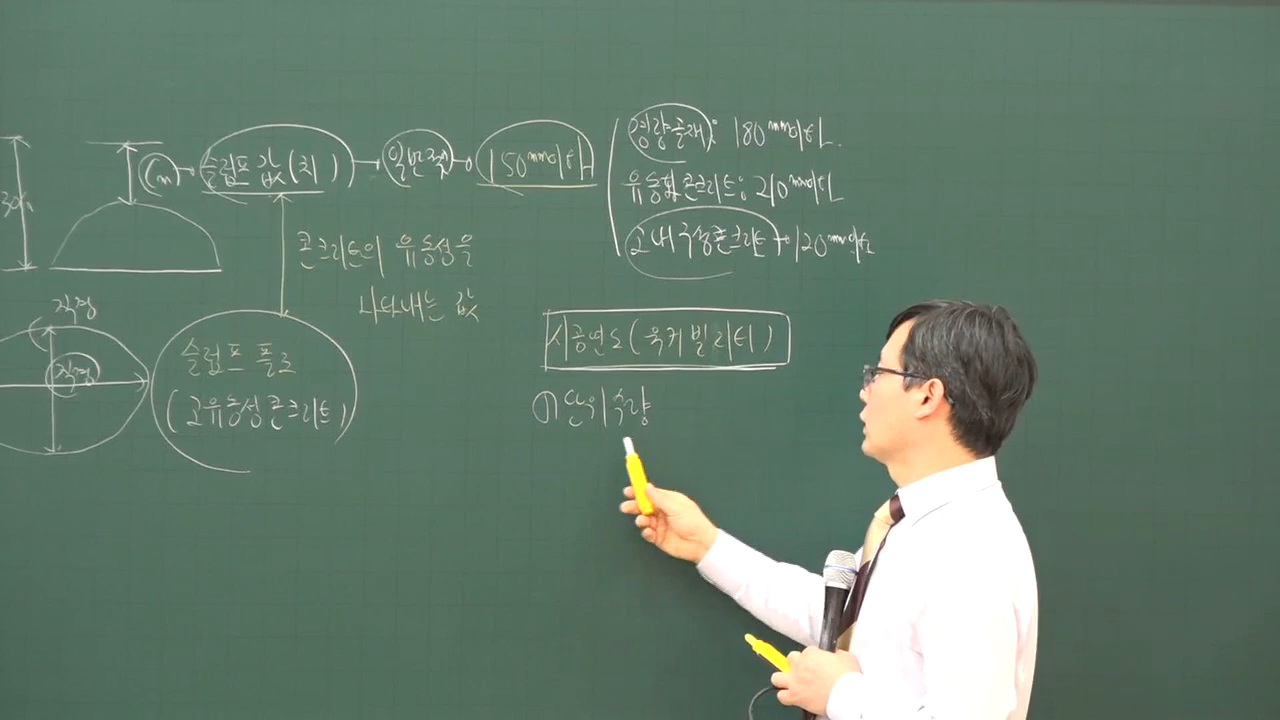 30cm
cm → 슬럼프 값(치) → 일반적 → 150mm이하
콘크리트의 유동성을
나타내는 값
직경
직경
슬럼프 플로
(고유동성 콘크리트)
경량골재: 180mm이하.
유동화 콘크리트: 210mm이하
고내구성콘크리트 → 120mm이하
시공연도(워커빌리티)
① 단위수량